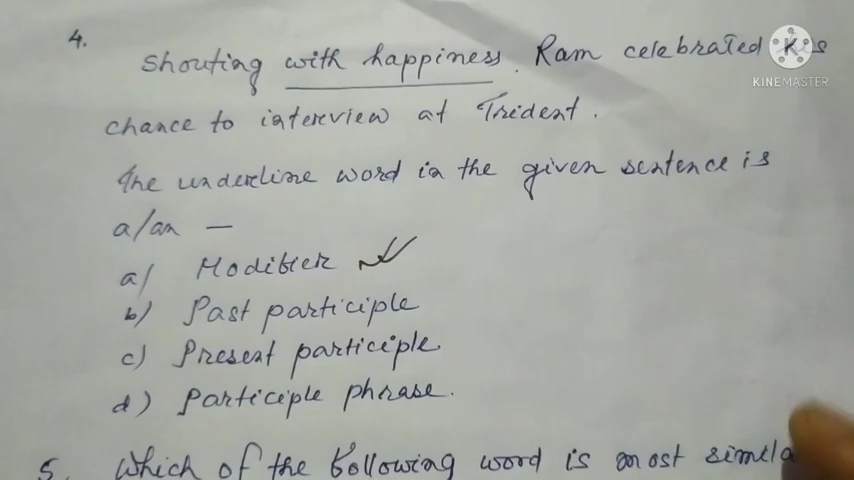 4.
Shouting with happiness. Ram celebrated
chance to interview at Trident.
The underline word in the given sentence is
a/an —
a) Modifier
b) Past participle
c) Present participle
d) Participle phrase.
5. Which of the following word is most
K
KINEMASTER